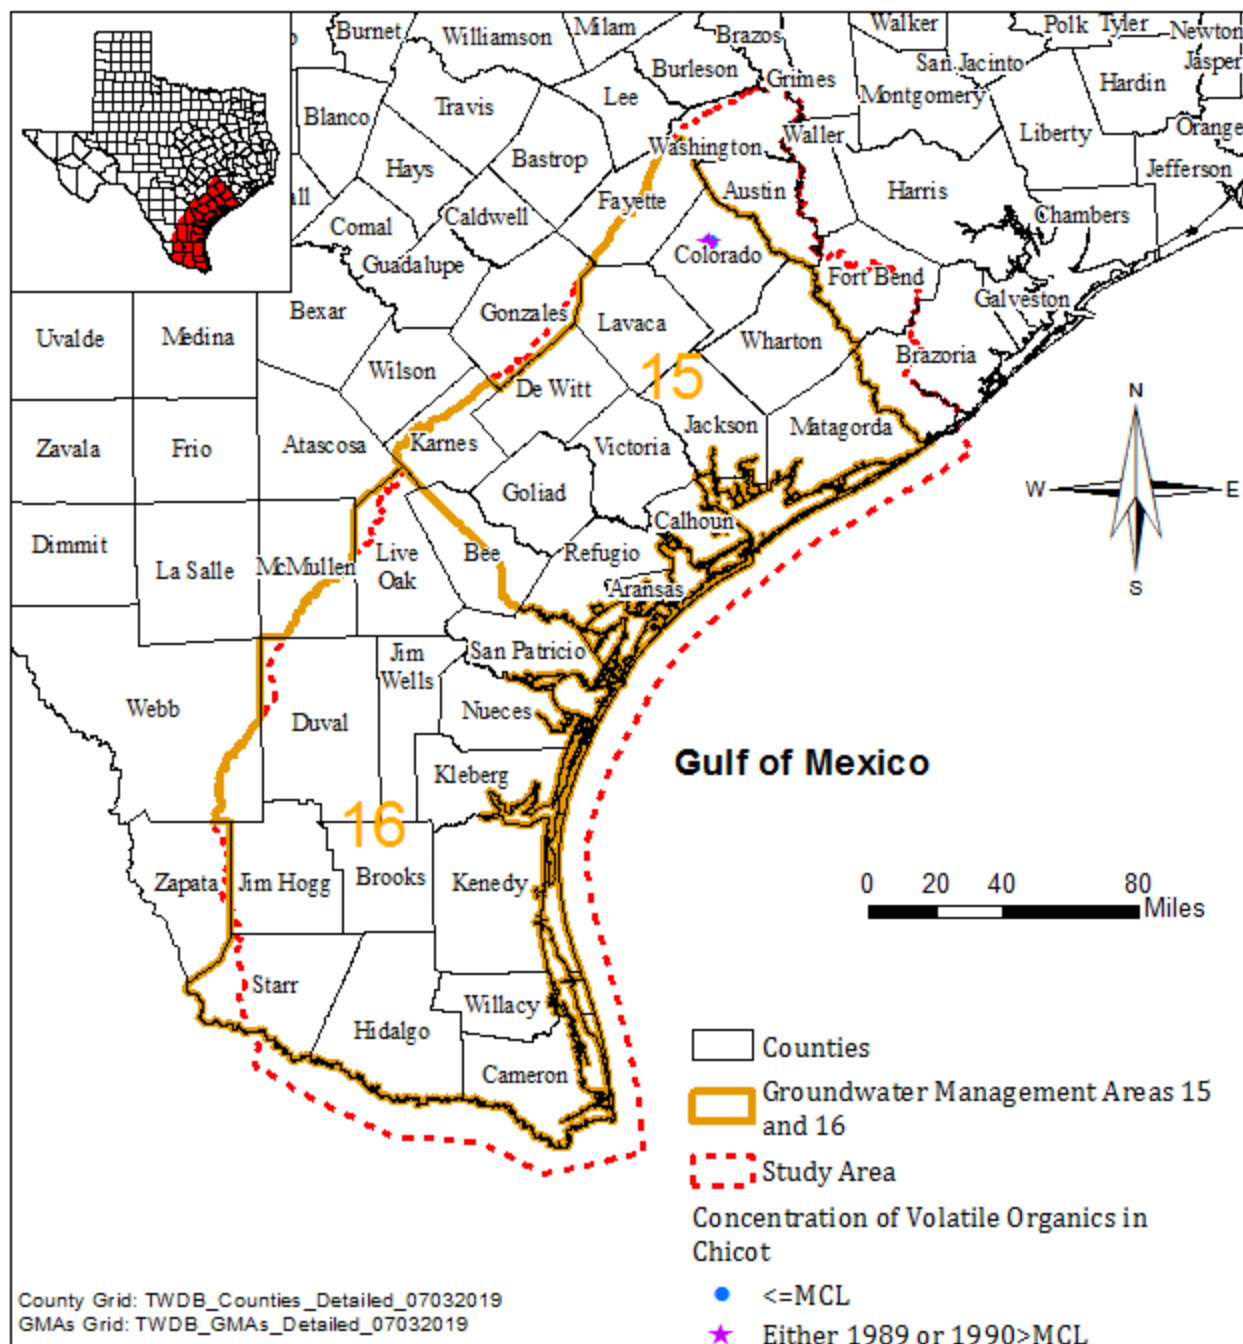 Burnet
Williamson
Milam
Brazos
Walker
Polk
Tyler
Newton
Burleson
Grimes
San Jacinto
Jasper
Hardin
Lee
Montgomery
Travis
Blanco
Liberty
Orange
Washington
Waller
Bastrop
Jefferson
Hays
Austin
Harris
Fayette
Caldwell
Chambers
Comal
Colorado
Guadalupe
Fort Bend
Galveston
Bexar
Gonzales
Lavaca
Uvalde
Medina
Wharton
Brazoria
Wilson
15
De Witt
N
Jackson
Matagorda
Zavala
Frio
Atascosa
Karnes
Victoria
Goliad
W
E
Calhoun
Dimmit
La Salle
McMullen
Live
Oak
Bee
Refugio
Aransas
S
San Patricio
Jim
Wells
Webb
Duval
Nueces
Gulf of Mexico
Kleberg
16
Zapata
Jim Hogg
Brooks
Kenedy
0 20 40 80
Miles
Starr
Willacy
Hidalgo
Cameron
Counties
Groundwater Management Areas 15
and 16
Study Area
Concentration of Volatile Organics in
Chicot
<=MCL
Either 1989 or 1990>MCL
County Grid: TWDB_Counties_Detailed_07032019
GMAs Grid: TWDB_GMAs_Detailed_07032019